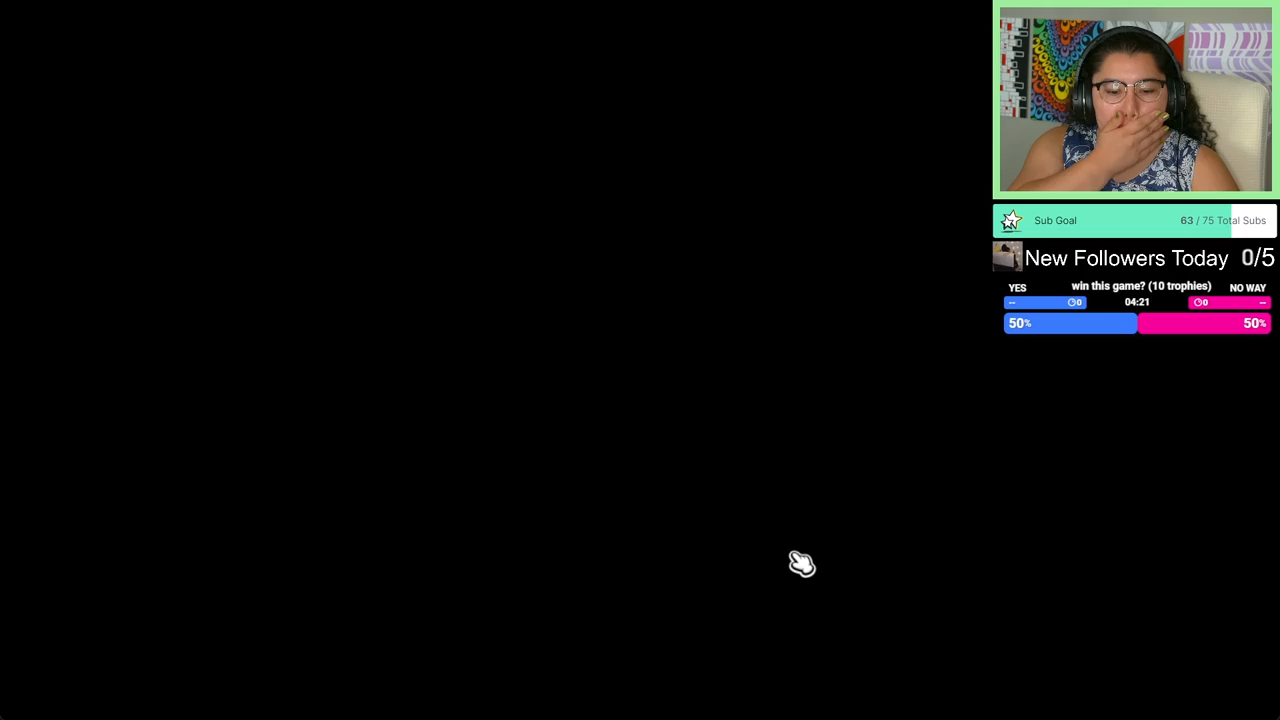 Sub Goal 63 / 75 Total Subs
New Followers Today 0/5
YES win this game? (10 trophies) NO WAY
-- 0 04:21 0 --
50% 50%